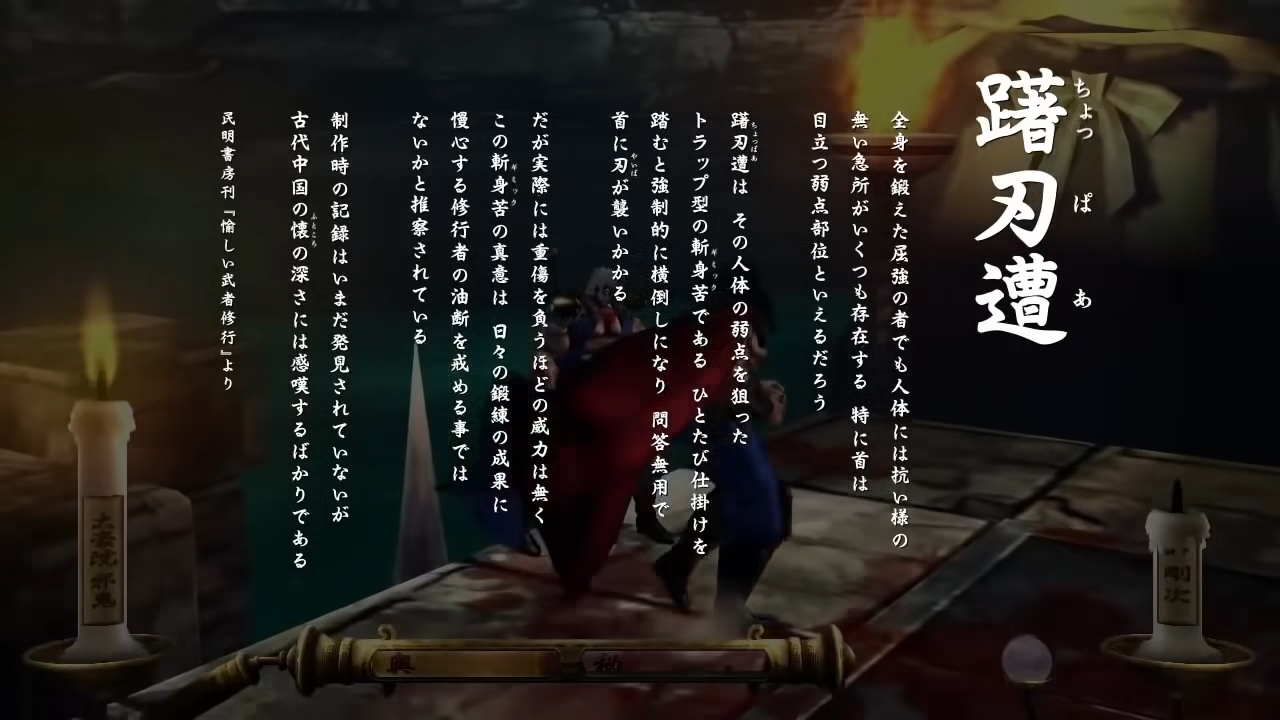 躇刃遭
ちょっぱあ
全身を鍛えた屈強の者でも人体には抗い様の
無い急所がいくつも存在する 特に首は
目立つ弱点部位といえるだろう
躇刃遭は その人体の弱点を狙った
トラップ型の斬身苦である ひとたび仕掛けを
踏むと強制的に横倒しになり 問答無用で
首に刃が襲いかかる
だが実際には重傷を負うほどの威力は無く
この斬身苦の真意は 日々の鍛練の成果に
慢心する修行者の油断を戒める事では
ないかと推察されている
制作時の記録はいまだ発見されていないが
古代中国の懐の深さには感嘆するばかりである
民明書房刊『愉しい武者修行』より
大豪院邪鬼
剛次
奥
秘